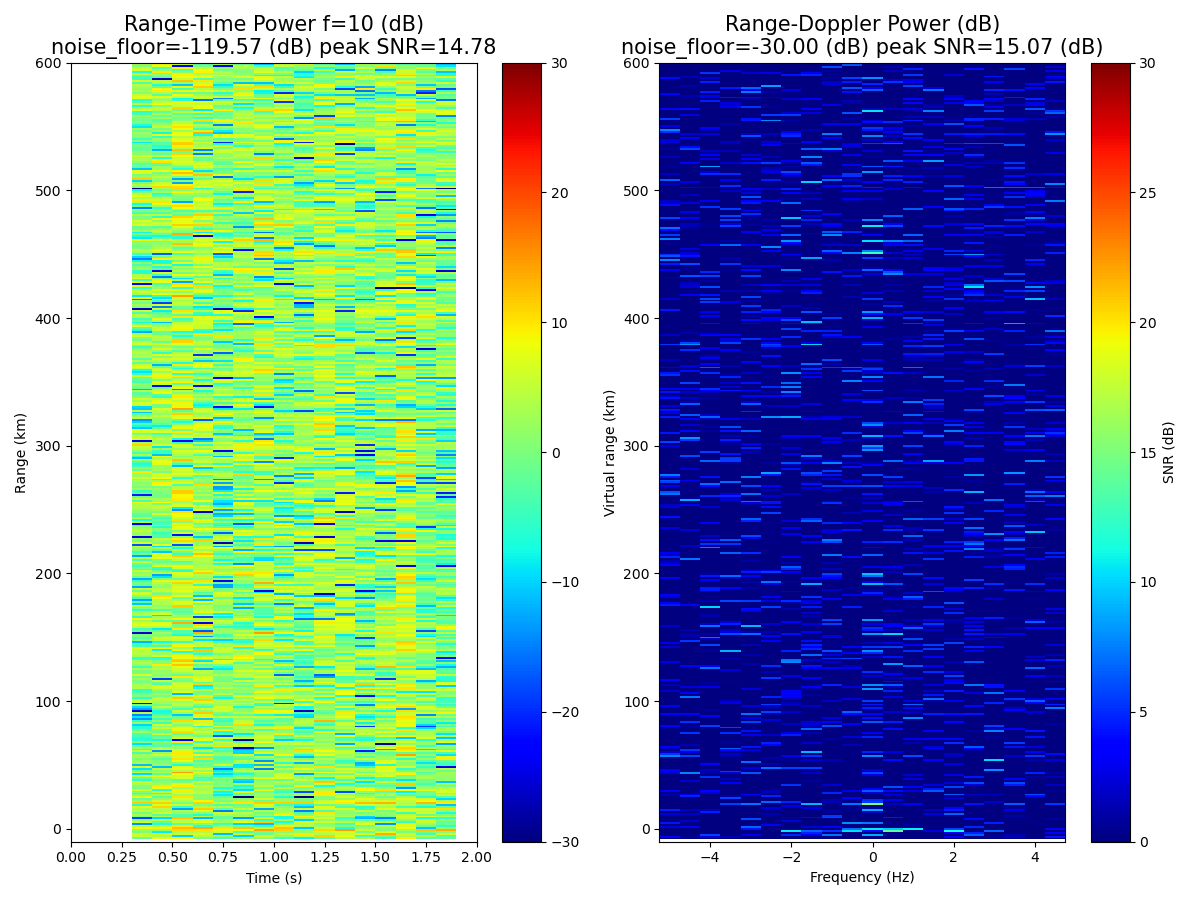 Range-Time Power f=10 (dB)
noise_floor=-119.57 (dB) peak SNR=14.78
Range-Doppler Power (dB)
noise_floor=-30.00 (dB) peak SNR=15.07 (dB)
600
500
400
300
200
100
0
Range (km)
0.00 0.25 0.50 0.75 1.00 1.25 1.50 1.75 2.00
Time (s)
30
20
10
0
−10
−20
−30
600
500
400
300
200
100
0
Virtual range (km)
−4 −2 0 2 4
Frequency (Hz)
30
25
20
15
10
5
0
SNR (dB)